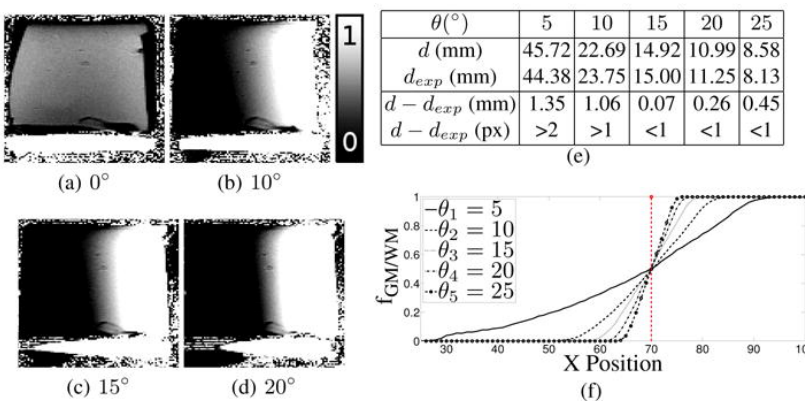 1
0
(a) 0°
(b) 10°
(c) 15°
(d) 20°
θ(°) 5 10 15 20 25
d (mm) 45.72 22.69 14.92 10.99 8.58
d_exp (mm) 44.38 23.75 15.00 11.25 8.13
d − d_exp (mm) 1.35 1.06 0.07 0.26 0.45
d − d_exp (px) >2 >1 <1 <1 <1
(e)
f_GM/WM
1
0.8
0.6
0.4
0.2
0
θ₁ = 5
θ₂ = 10
θ₃ = 15
θ₄ = 20
θ₅ = 25
30 40 50 60 70 80 90 100
X Position
(f)